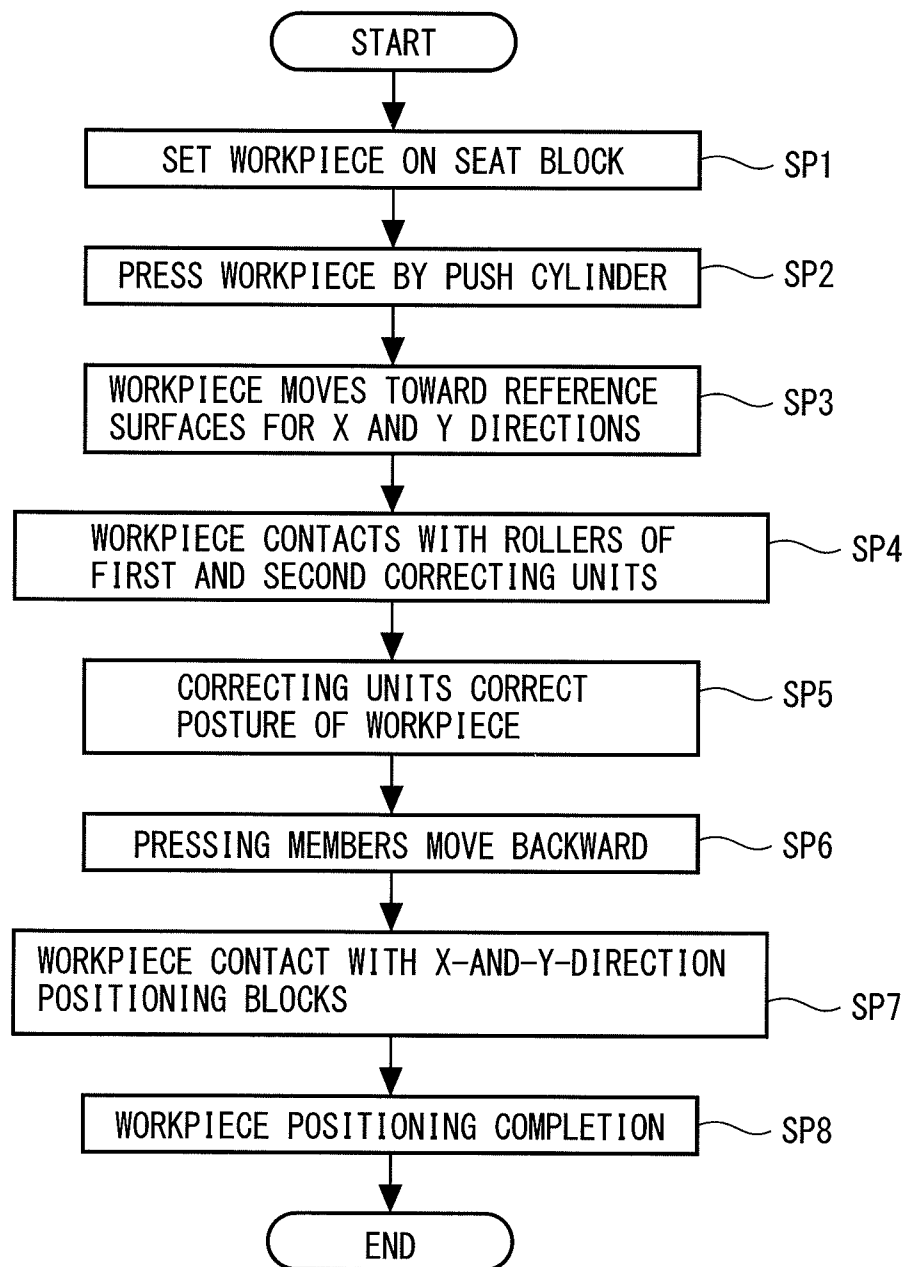 START
SET WORKPIECE ON SEAT BLOCK
SP1
PRESS WORKPIECE BY PUSH CYLINDER
SP2
WORKPIECE MOVES TOWARD REFERENCE
SURFACES FOR X AND Y DIRECTIONS
SP3
WORKPIECE CONTACTS WITH ROLLERS OF
FIRST AND SECOND CORRECTING UNITS
SP4
CORRECTING UNITS CORRECT
POSTURE OF WORKPIECE
SP5
PRESSING MEMBERS MOVE BACKWARD
SP6
WORKPIECE CONTACT WITH X-AND-Y-DIRECTION
POSITIONING BLOCKS
SP7
WORKPIECE POSITIONING COMPLETION
SP8
END